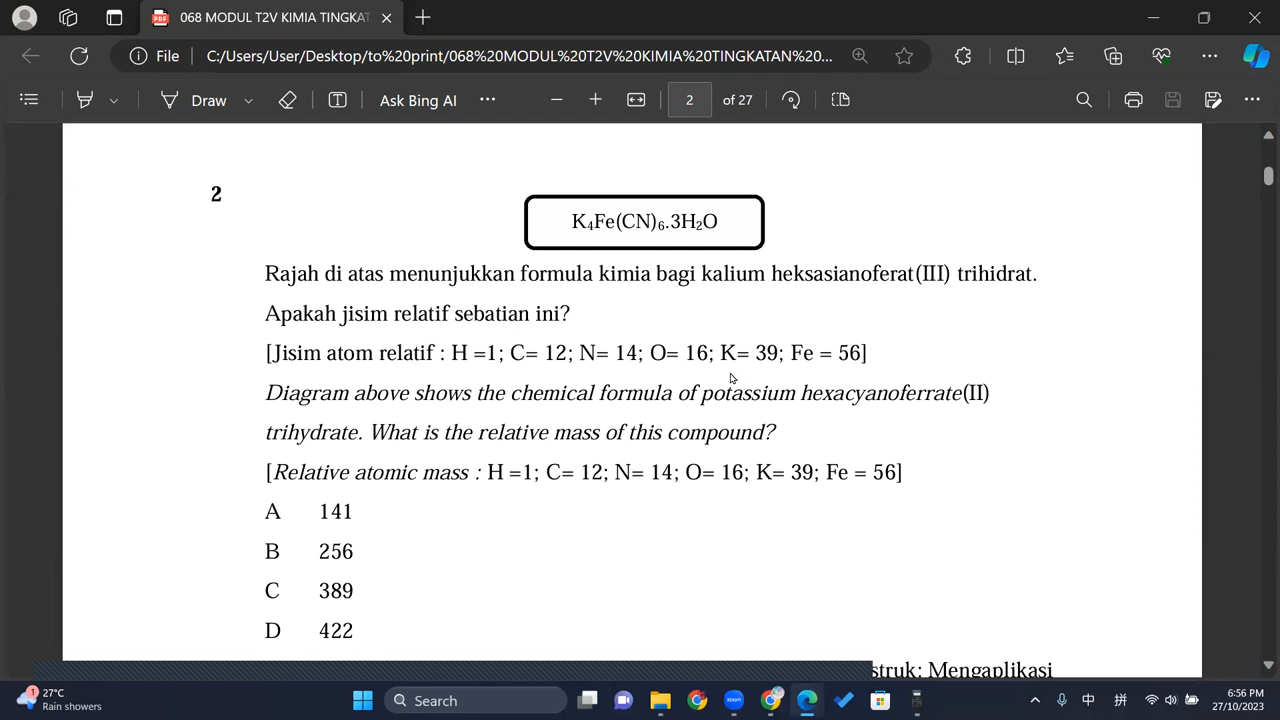 068 MODUL T2V KIMIA TINGKAT
File C:/Users/User/Desktop/to%20print/068%20MODUL%20T2V%20KIMIA%20TINGKATAN%20...
Draw Ask Bing AI 2 of 27
2
K₄Fe(CN)₆.3H₂O
Rajah di atas menunjukkan formula kimia bagi kalium heksasianoferat(III) trihidrat.
Apakah jisim relatif sebatian ini?
[Jisim atom relatif : H =1; C= 12; N= 14; O= 16; K= 39; Fe = 56]
Diagram above shows the chemical formula of potassium hexacyanoferrate(II)
trihydrate. What is the relative mass of this compound?
[Relative atomic mass : H =1; C= 12; N= 14; O= 16; K= 39; Fe = 56]
A 141
B 256
C 389
D 422
struk: Mengaplikasi
1 27°C
Rain showers
Search
zoom
中 拼
6:56 PM
27/10/2023